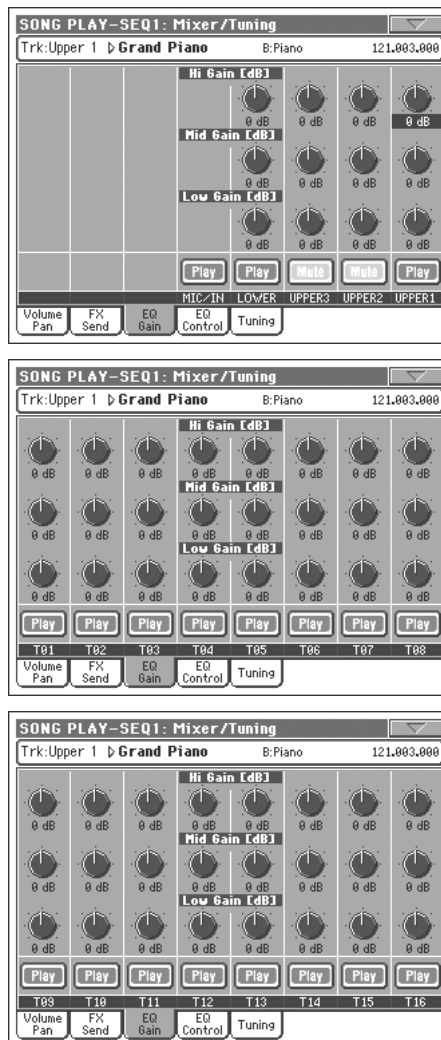 SONG PLAY-SEQ1: Mixer/Tuning
Trk:Upper 1 Grand Piano B:Piano 121.003.000
Hi Gain [dB]
0 dB 0 dB 0 dB 0 dB
Mid Gain [dB]
0 dB 0 dB 0 dB 0 dB
Low Gain [dB]
0 dB 0 dB 0 dB 0 dB
Play Play Mute Mute Play
MIC/IN LOWER UPPER3 UPPER2 UPPER1
Volume Pan FX Send EQ Gain EQ Control Tuning
SONG PLAY-SEQ1: Mixer/Tuning
Trk:Upper 1 Grand Piano B:Piano 121.003.000
Hi Gain [dB]
0 dB 0 dB 0 dB 0 dB 0 dB 0 dB 0 dB 0 dB
Mid Gain [dB]
0 dB 0 dB 0 dB 0 dB 0 dB 0 dB 0 dB 0 dB
Low Gain [dB]
0 dB 0 dB 0 dB 0 dB 0 dB 0 dB 0 dB 0 dB
Play Play Play Play Play Play Play Play
T01 T02 T03 T04 T05 T06 T07 T08
Volume Pan FX Send EQ Gain EQ Control Tuning
SONG PLAY-SEQ1: Mixer/Tuning
Trk:Upper 1 Grand Piano B:Piano 121.003.000
Hi Gain [dB]
0 dB 0 dB 0 dB 0 dB 0 dB 0 dB 0 dB 0 dB
Mid Gain [dB]
0 dB 0 dB 0 dB 0 dB 0 dB 0 dB 0 dB 0 dB
Low Gain [dB]
0 dB 0 dB 0 dB 0 dB 0 dB 0 dB 0 dB 0 dB
Play Play Play Play Play Play Play Play
T09 T10 T11 T12 T13 T14 T15 T16
Volume Pan FX Send EQ Gain EQ Control Tuning